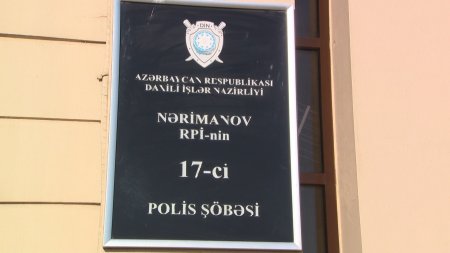 DİN
AZƏRBAYCAN RESPUBLİKASI
DAXİLİ İŞLƏR NAZİRLİYİ
NƏRİMANOV
RPİ-nin
17-ci
POLİS ŞÖBƏSİ